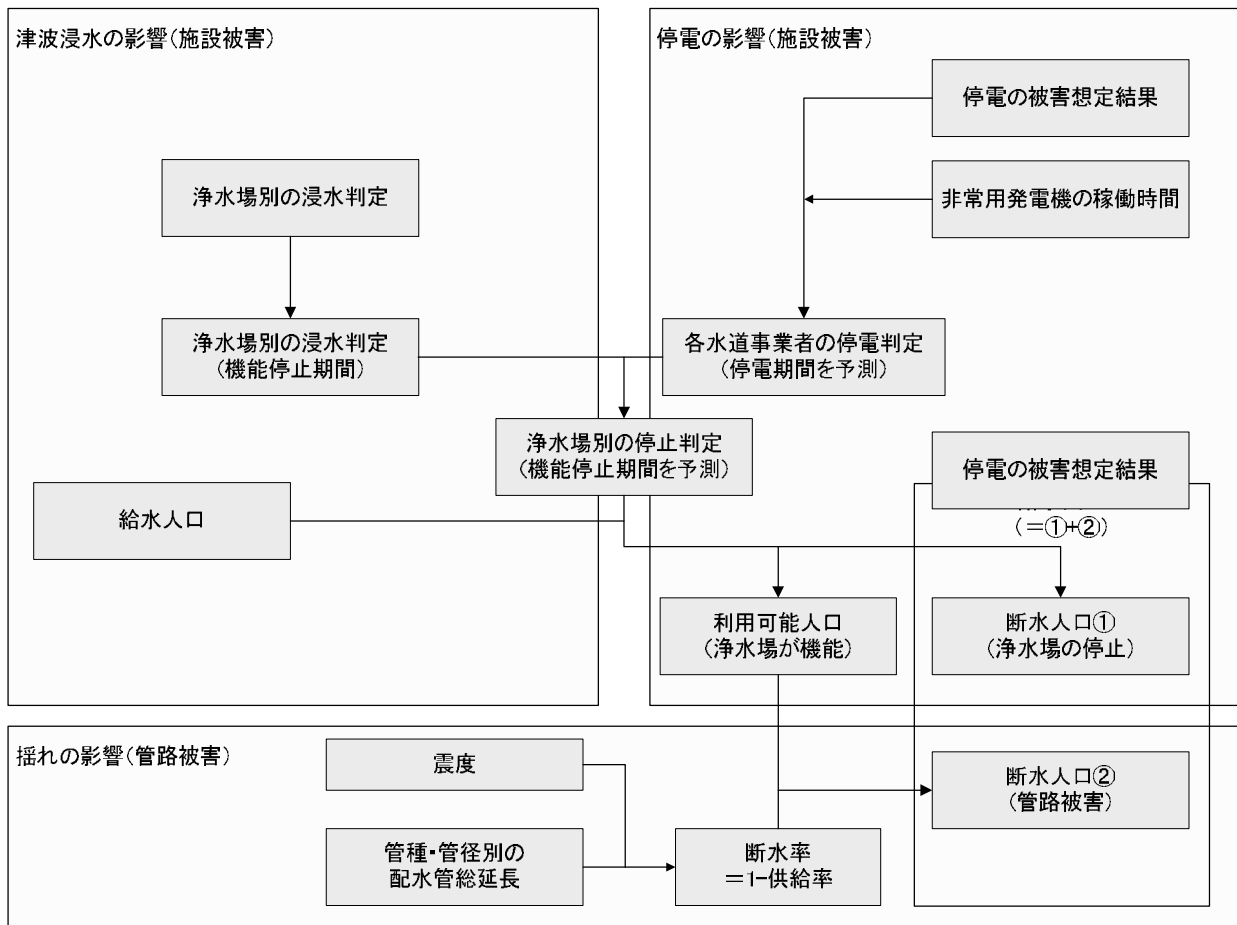 津波浸水の影響(施設被害)
浄水場別の浸水判定
浄水場別の浸水判定
(機能停止期間)
停電の影響(施設被害)
停電の被害想定結果
非常用発電機の稼働時間
各水道事業者の停電判定
(停電期間を予測)
浄水場別の停止判定
(機能停止期間を予測)
給水人口
停電の被害想定結果
(=①+②)
利用可能人口
(浄水場が機能)
断水人口①
(浄水場の停止)
揺れの影響(管路被害)
震度
管種・管径別の
配水管総延長
断水率
=1-供給率
断水人口②
(管路被害)